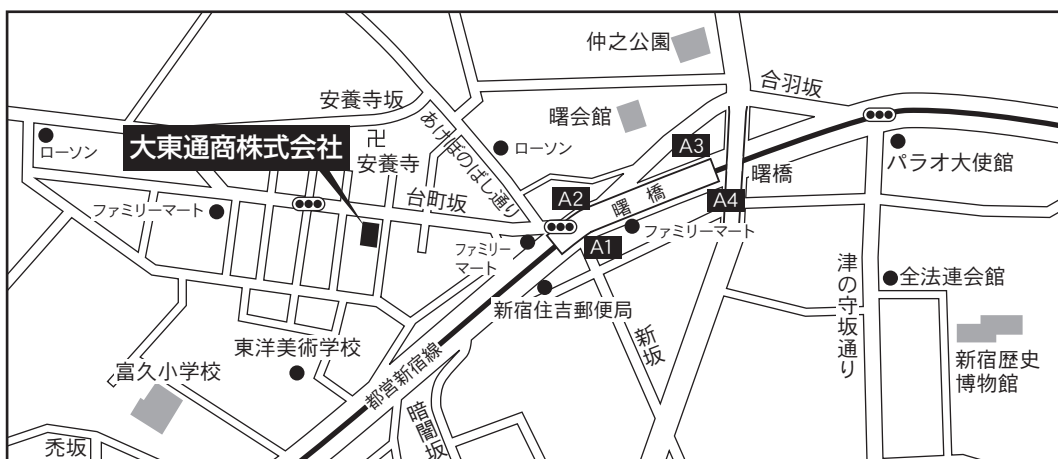 仲之公園
合羽坂
安養寺坂
曙会館
あけぼのばし通り
ローソン
卍
安養寺
大東通商株式会社
ローソン
A3
曙橋
パラオ大使館
台町坂
A2
曙橋
A4
ファミリーマート
ファミリー
マート
A1
ファミリーマート
津の守坂通り
全法連会館
新宿住吉郵便局
新坂
東洋美術学校
都営新宿線
富久小学校
新宿歴史
博物館
暗闇坂
禿坂